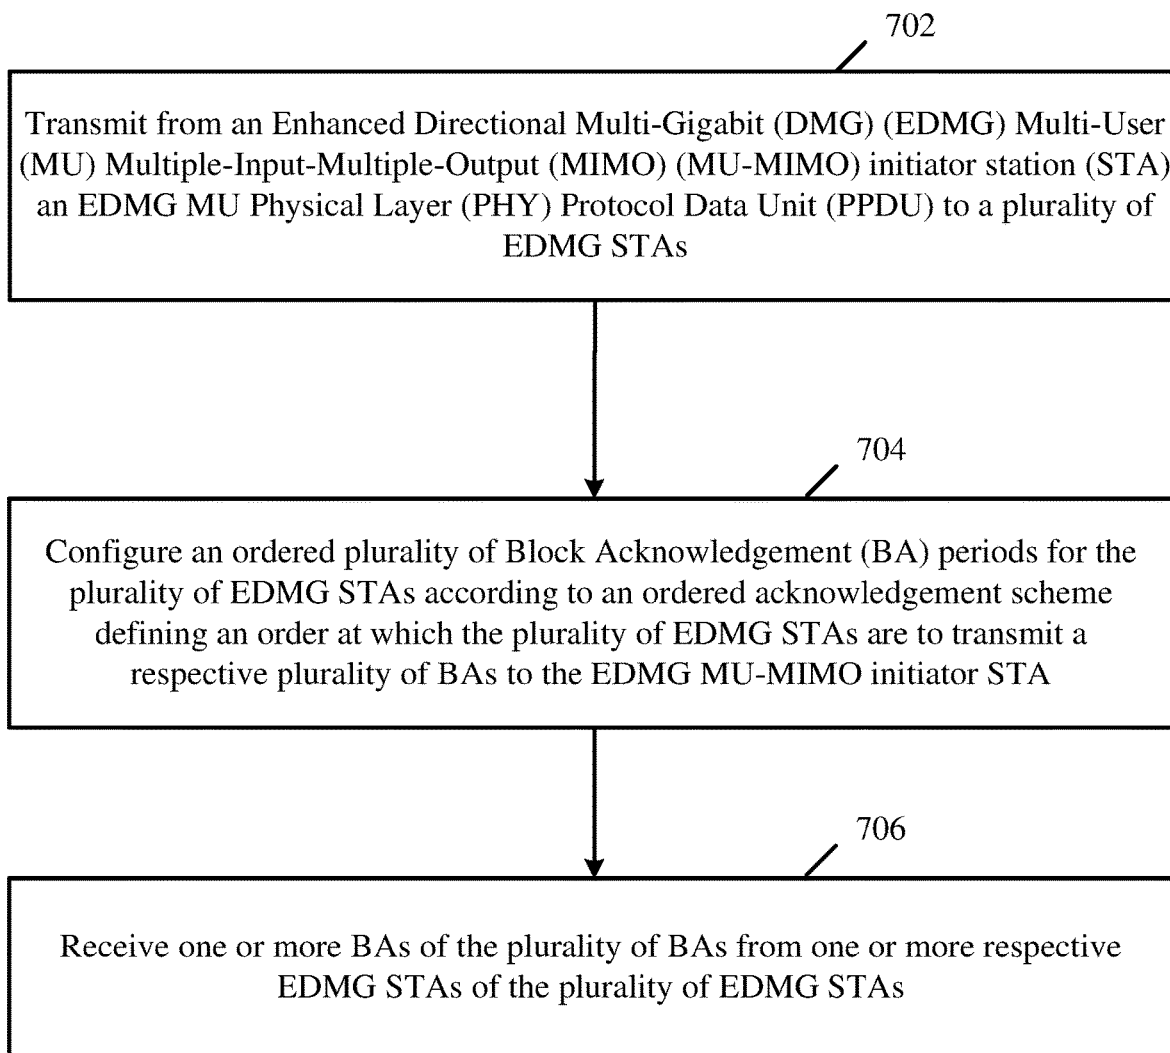 702
Transmit from an Enhanced Directional Multi-Gigabit (DMG) (EDMG) Multi-User
(MU) Multiple-Input-Multiple-Output (MIMO) (MU-MIMO) initiator station (STA)
an EDMG MU Physical Layer (PHY) Protocol Data Unit (PPDU) to a plurality of
EDMG STAs
704
Configure an ordered plurality of Block Acknowledgement (BA) periods for the
plurality of EDMG STAs according to an ordered acknowledgement scheme
defining an order at which the plurality of EDMG STAs are to transmit a
respective plurality of BAs to the EDMG MU-MIMO initiator STA
706
Receive one or more BAs of the plurality of BAs from one or more respective
EDMG STAs of the plurality of EDMG STAs